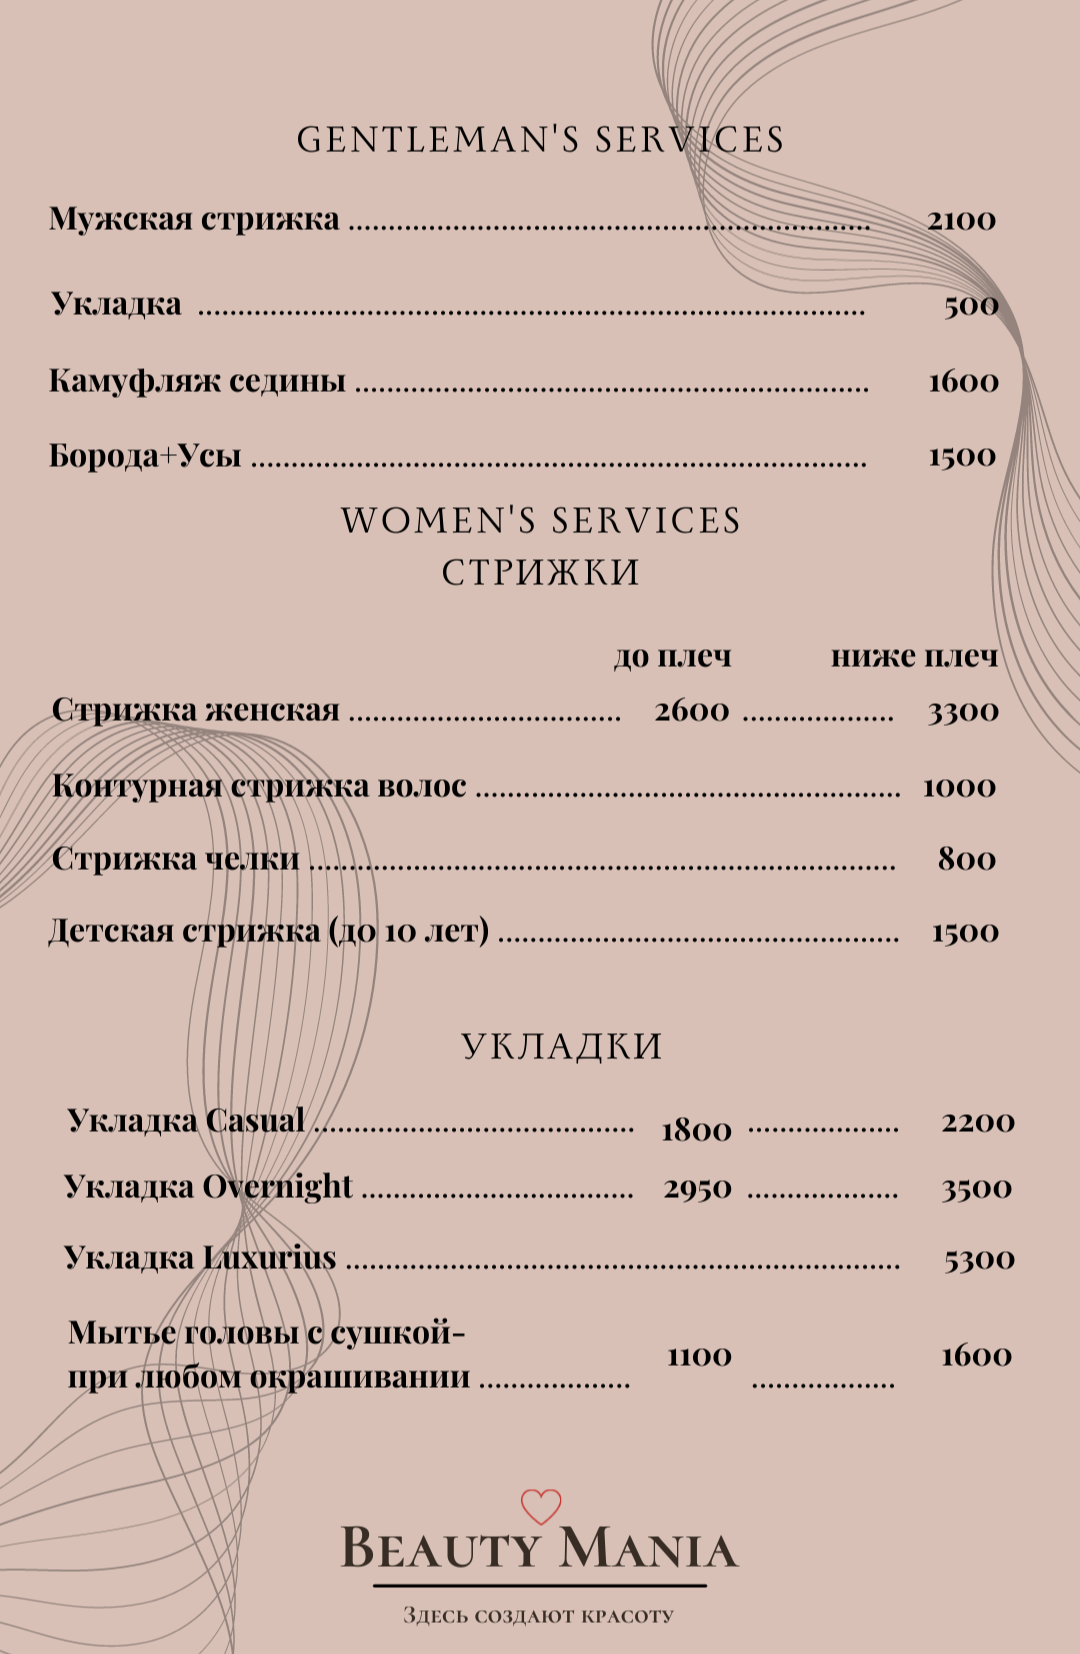 GENTLEMAN'S SERVICES
Мужская стрижка ................................................................. 2100
Укладка ................................................................................... 500
Камуфляж седины ................................................................ 1600
Борода+Усы ............................................................................. 1500
WOMEN'S SERVICES
СТРИЖКИ
до плеч ниже плеч
Стрижка женская .................................. 2600 ................... 3300
Контурная стрижка волос ..................................................... 1000
Стрижка челки ......................................................................... 800
Детская стрижка (до 10 лет) .................................................. 1500
УКЛАДКИ
Укладка Casual ........................................ 1800 ................... 2200
Укладка Overnight .................................. 2950 ................... 3500
Укладка Luxurius ..................................................................... 5300
Мытье головы с сушкой-
при любом окрашивании ................... 1100 .................. 1600
BEAUTY MANIA
ЗДЕСЬ СОЗДАЮТ КРАСОТУ